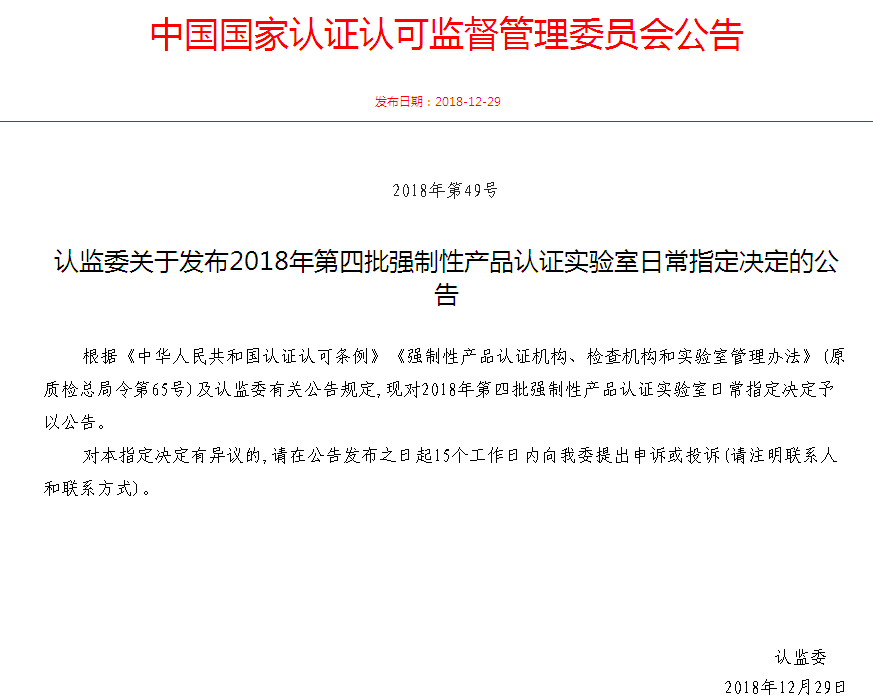 中国国家认证认可监督管理委员会公告
发布日期：2018-12-29
2018年第49号
认监委关于发布2018年第四批强制性产品认证实验室日常指定决定的公
告
根据《中华人民共和国认证认可条例》《强制性产品认证机构、检查机构和实验室管理办法》(原
质检总局令第65号)及认监委有关公告规定,现对2018年第四批强制性产品认证实验室日常指定决定予
以公告。
对本指定决定有异议的,请在公告发布之日起15个工作日内向我委提出申诉或投诉(请注明联系人
和联系方式)。
认监委
2018年12月29日